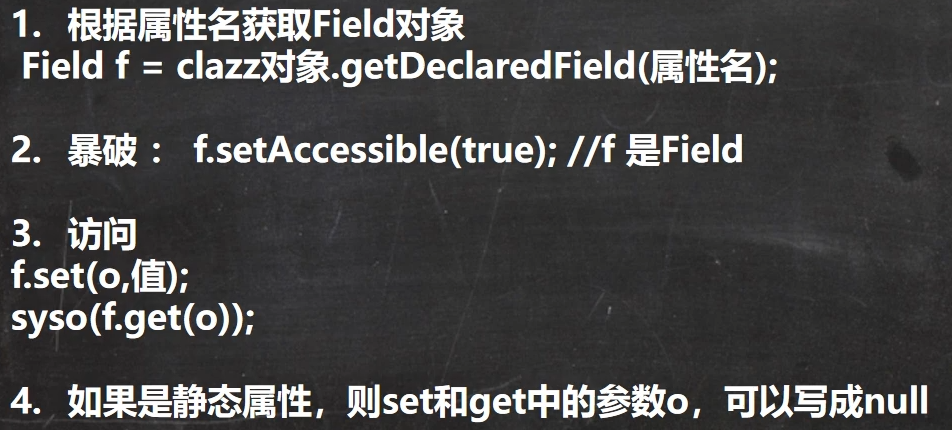 1. 根据属性名获取Field对象
Field f = clazz对象.getDeclaredField(属性名);
2. 暴破： f.setAccessible(true); //f 是Field
3. 访问
f.set(o,值);
syso(f.get(o));
4. 如果是静态属性，则set和get中的参数o，可以写成null